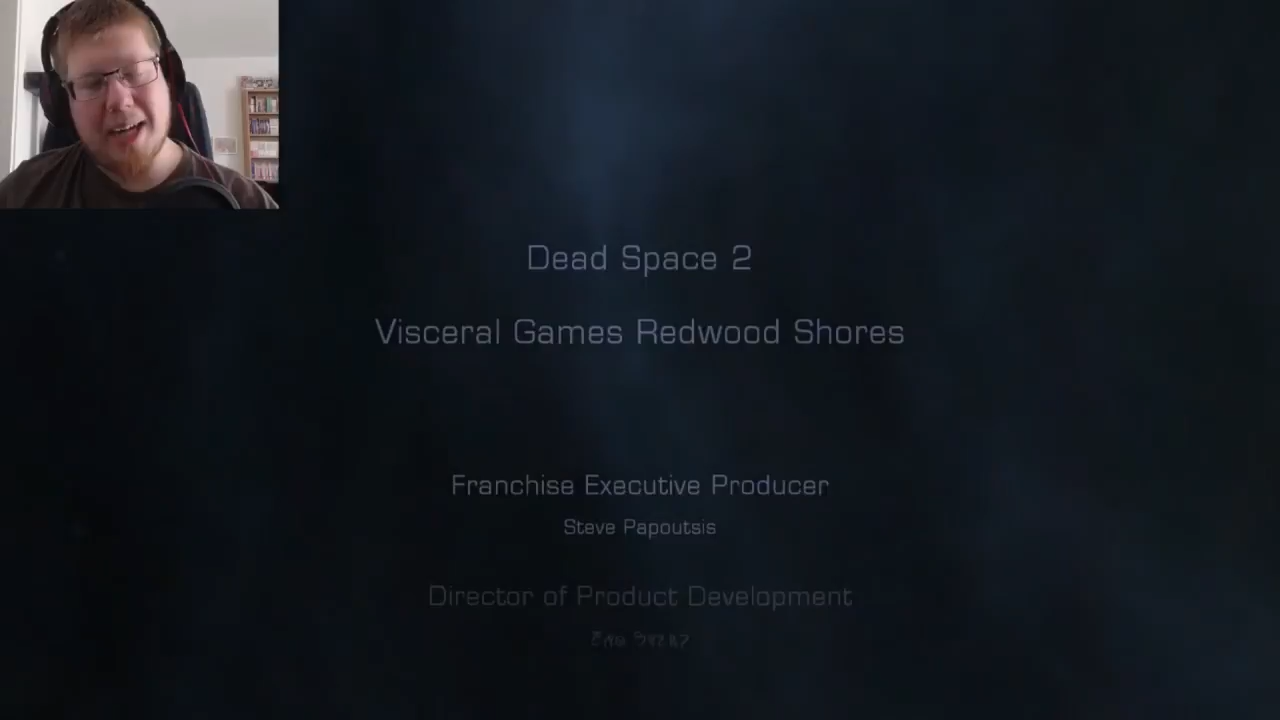 Dead Space 2
Visceral Games Redwood Shores
Franchise Executive Producer
Steve Papoutsis
Director of Product Development